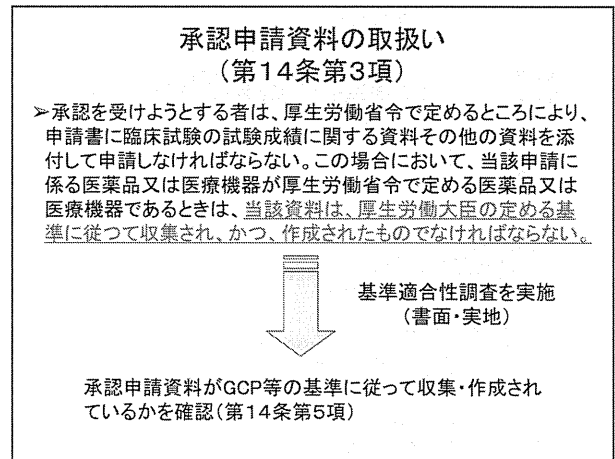 承認申請資料の取扱い
（第１４条第３項）
➢承認を受けようとする者は、厚生労働省令で定めるところにより、
申請書に臨床試験の試験成績に関する資料その他の資料を添
付して申請しなければならない。この場合において、当該申請に
係る医薬品又は医療機器が厚生労働省令で定める医薬品又は
医療機器であるときは、当該資料は、厚生労働大臣の定める基
準に従つて収集され、かつ、作成されたものでなければならない。
基準適合性調査を実施
（書面・実地）
承認申請資料がGCP等の基準に従って収集・作成され
ているかを確認（第１４条第５項）